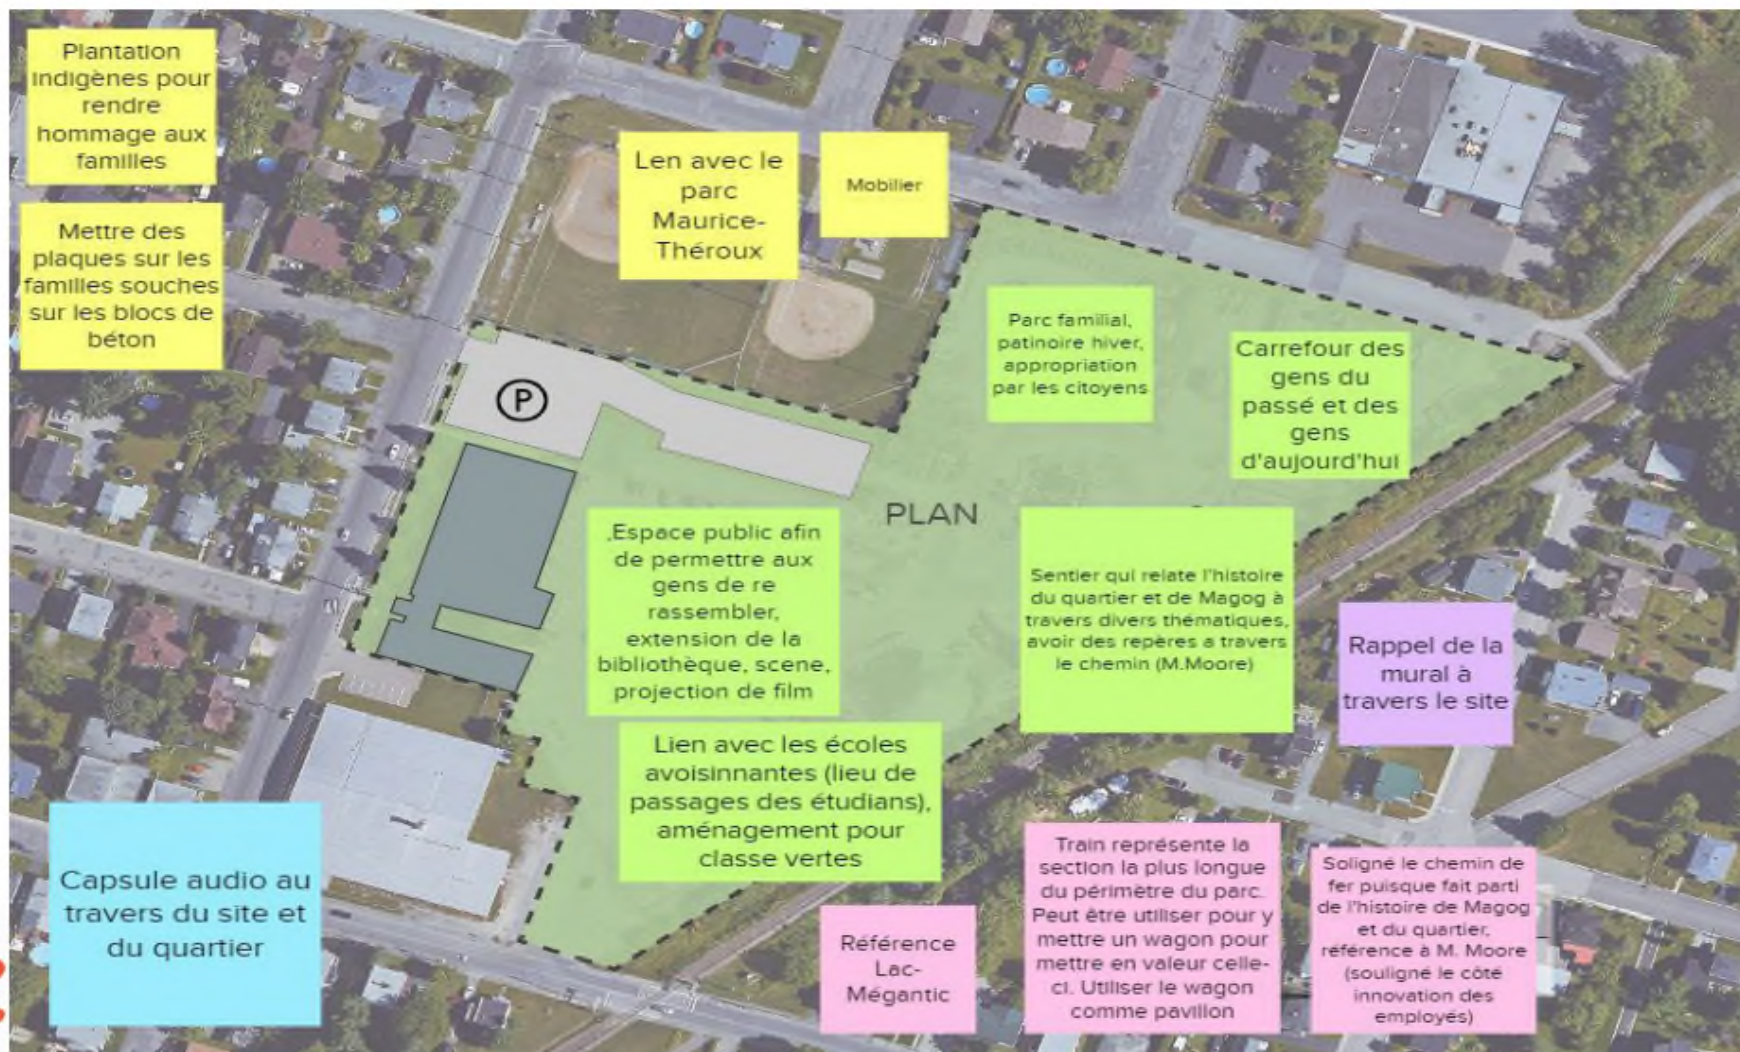 Plantation
indigènes pour
rendre
hommage aux
familles
Mettre des
plaques sur les
familles souches
sur les blocs de
béton
Len avec le
parc
Maurice-
Théroux
Mobilier
Parc familial,
patinoire hiver,
appropriation
par les citoyens
Carrefour des
gens du
passé et des
gens
d'aujourd'hui
P
PLAN
.Espace public afin
de permettre aux
gens de re
rassembler,
extension de la
bibliothèque, scene,
projection de film
Sentier qui relate l'histoire
du quartier et de Magog à
travers divers thématiques,
avoir des repères a travers
le chemin (M.Moore)
Rappel de la
mural à
travers le site
Lien avec les écoles
avoisinnantes (lieu de
passages des étudians),
aménagement pour
classe vertes
Capsule audio au
travers du site et
du quartier
Référence
Lac-
Mégantic
Train représente la
section la plus longue
du périmètre du parc.
Peut être utiliser pour y
mettre un wagon pour
mettre en valeur celle-
ci. Utiliser le wagon
comme pavillon
Soligné le chemin de
fer puisque fait parti
de l'histoire de Magog
et du quartier,
référence à M. Moore
(souligné le côté
innovation des
employés)